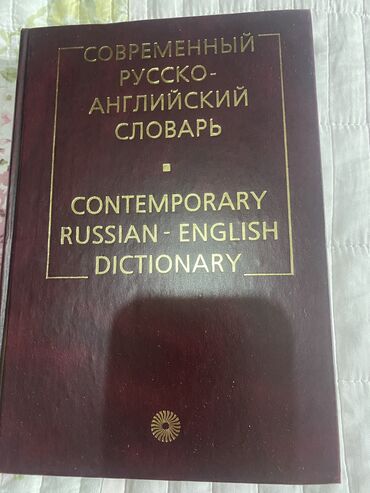 СОВРЕМЕННЫЙ
РУССКО-
АНГЛИЙСКИЙ
СЛОВАРЬ
CONTEMPORARY
RUSSIAN - ENGLISH
DICTIONARY